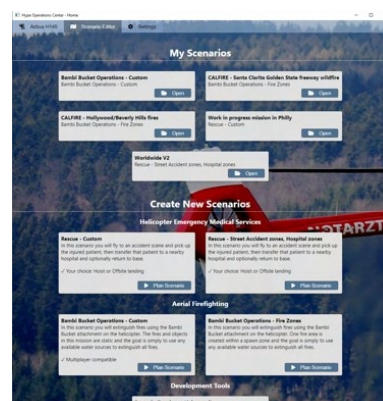 Hype Operations Center - Home
Airbus H145
Scenario Editor
Settings
My Scenarios
Bambi Bucket Operations - Custom
Bambi Bucket Operations - Custom
Open
CALFIRE - Santa Clarita Golden State freeway wildfire
Bambi Bucket Operations - Fire Zones
Open
CALFIRE - Hollywood/Beverly Hills fires
Bambi Bucket Operations - Fire Zones
Open
Work in progress mission in Philly
Rescue - Custom
Open
Worldwide V2
Rescue - Street Accident zones, Hospital zones
Open
Create New Scenarios
NOTARZT
Helicopter Emergency Medical Services
Rescue - Custom
In this scenario you will fly to an accident scene and pick up
the injured patient, then transfer that patient to a nearby
hospital and optionally return to base.
✓ Your choice: Hoist or Offsite landing
Plan Scenario
Rescue - Street Accident zones, Hospital zones
In this scenario you will fly to an accident scene and pick
up the injured patient, then transfer that patient to a
nearby hospital and optionally return to base.
✓ Your choice: Hoist or Offsite landing
Plan Scenario
Aerial Firefighting
Bambi Bucket Operations - Custom
In this scenario you will extinguish fires using the Bambi
Bucket attachment on the helicopter. The fires and objects
in this mission are static and the goal is simply to use any
available water sources to extinguish all fires.
✓ Multiplayer compatible
Plan Scenario
Bambi Bucket Operations - Fire Zones
In this scenario you will extinguish fires using the Bambi
Bucket attachment on the helicopter. One fire area is
created within a spawn zone and the goal is simply to use
any available water sources to extinguish all fires.
Plan Scenario
Development Tools